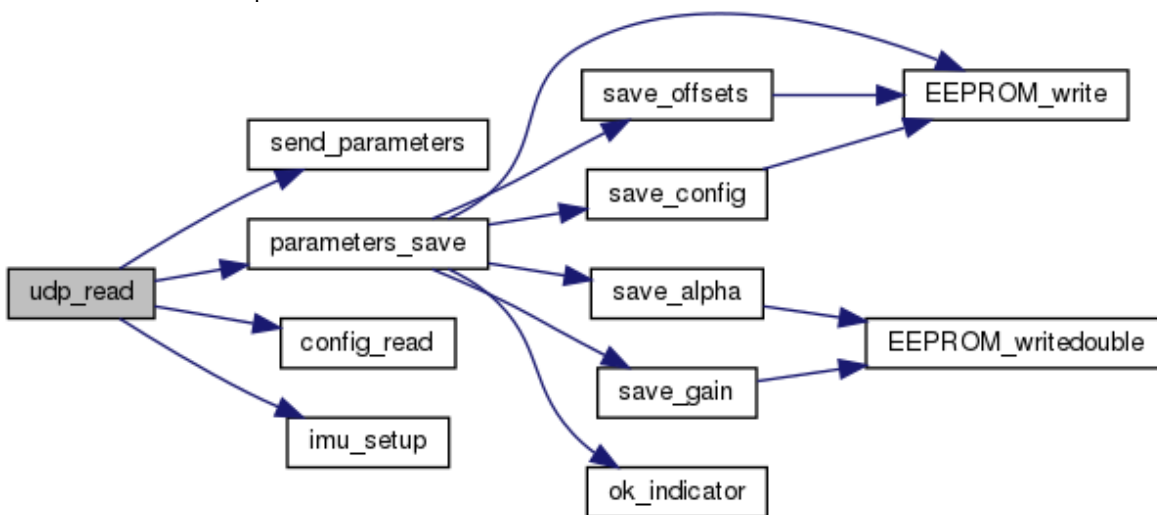 udp_read
send_parameters
parameters_save
config_read
imu_setup
save_offsets
save_config
save_alpha
save_gain
ok_indicator
EEPROM_write
EEPROM_writedouble